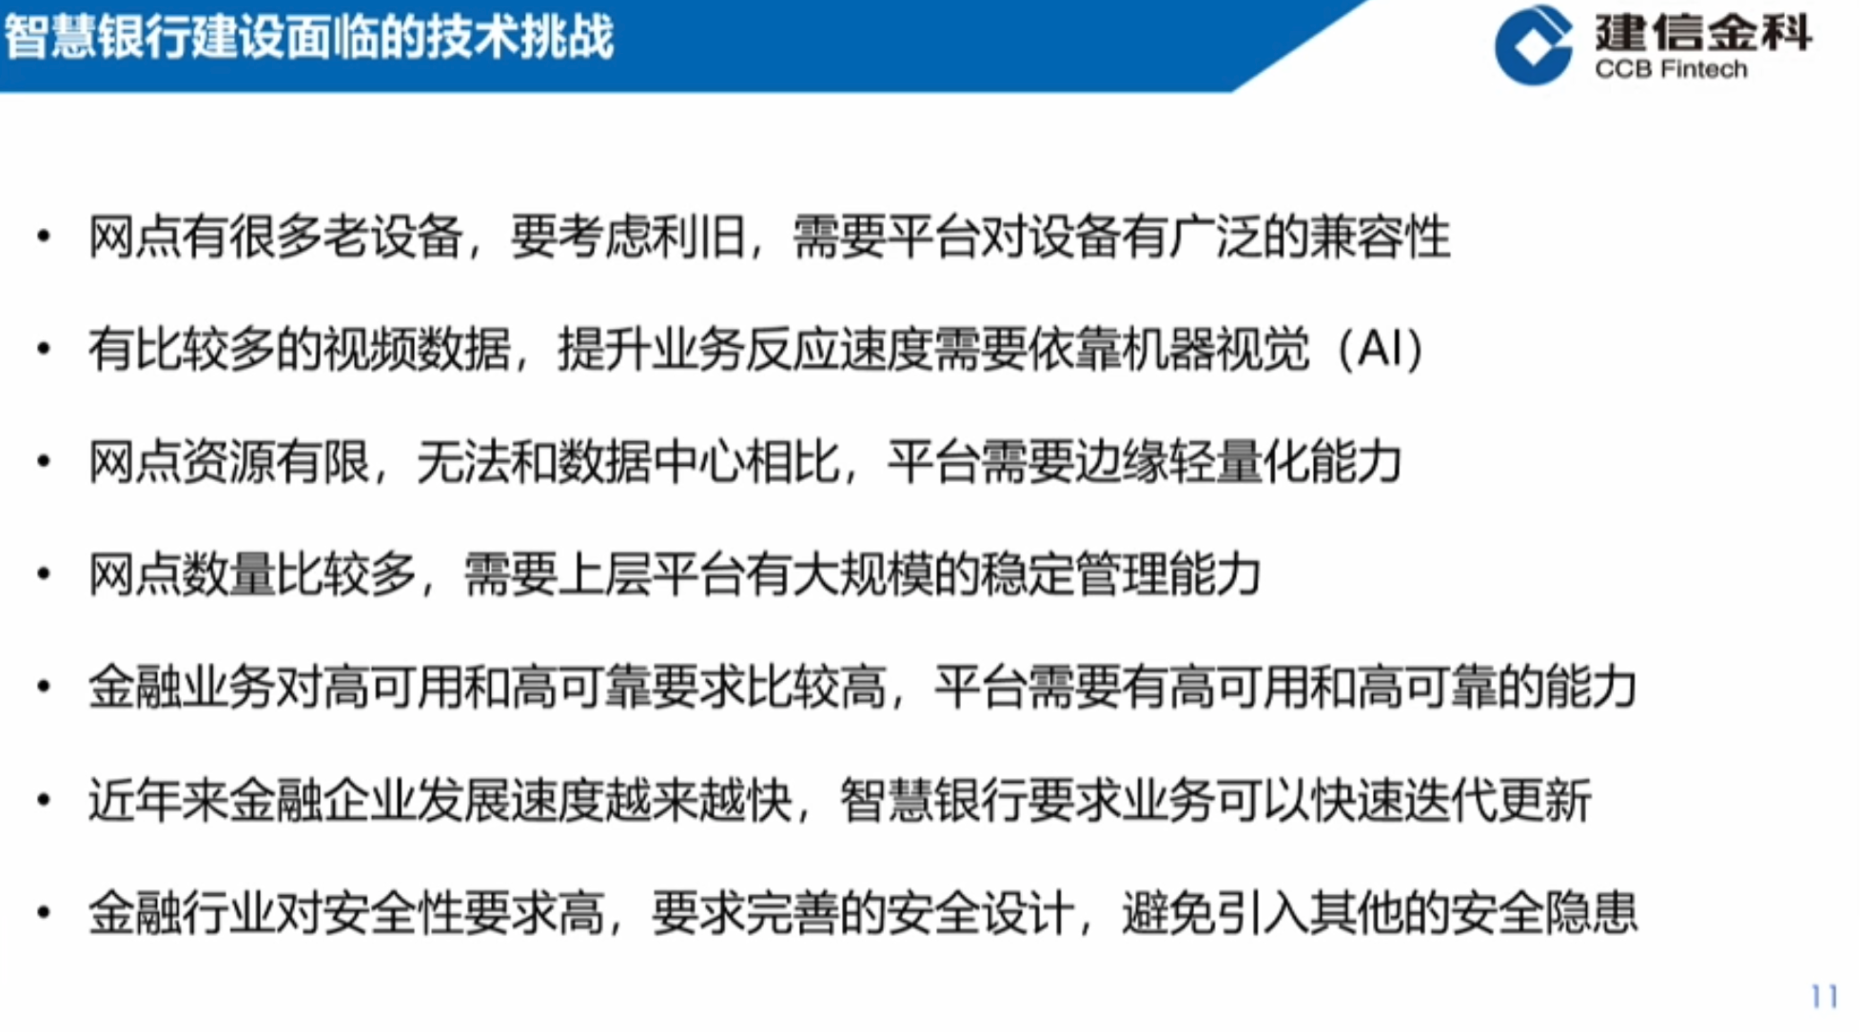 智慧银行建设面临的技术挑战
建信金科
CCB Fintech
• 网点有很多老设备，要考虑利旧，需要平台对设备有广泛的兼容性
• 有比较多的视频数据，提升业务反应速度需要依靠机器视觉（AI）
• 网点资源有限，无法和数据中心相比，平台需要边缘轻量化能力
• 网点数量比较多，需要上层平台有大规模的稳定管理能力
• 金融业务对高可用和高可靠要求比较高，平台需要有高可用和高可靠的能力
• 近年来金融企业发展速度越来越快，智慧银行要求业务可以快速迭代更新
• 金融行业对安全性要求高，要求完善的安全设计，避免引入其他的安全隐患
11